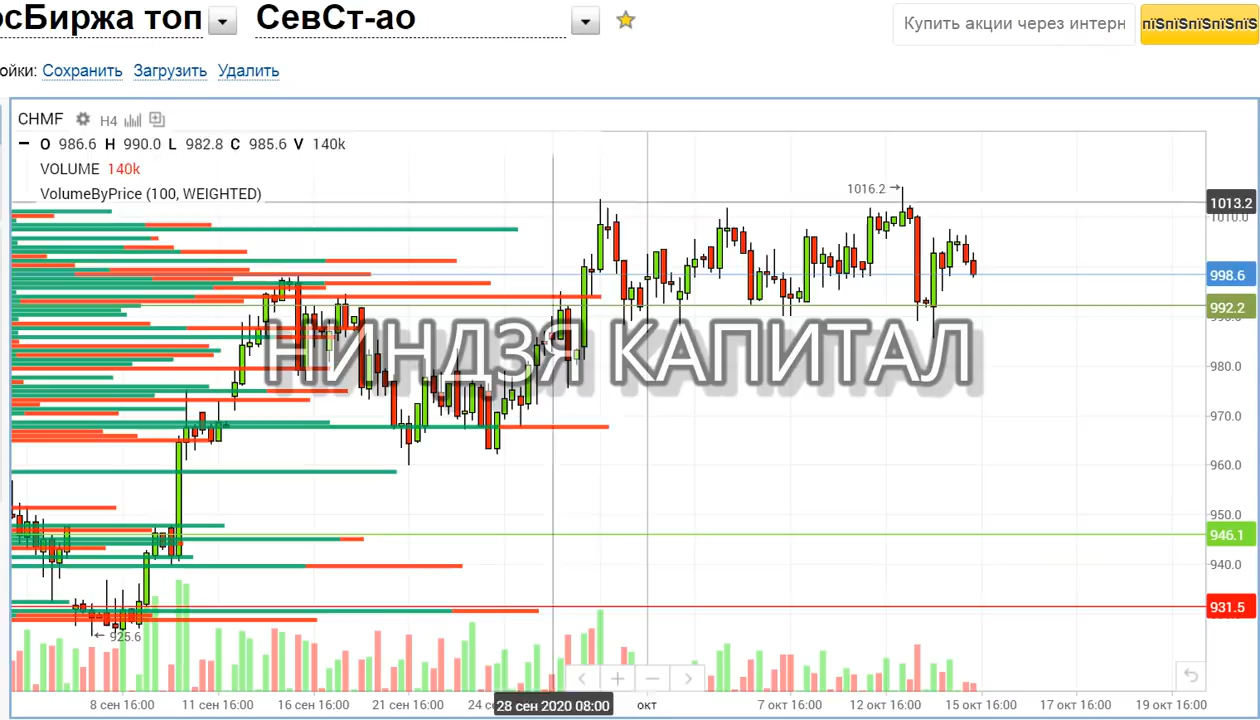 осБиржа топ СевСт-ао Купить акции через интерн пїЅпїЅпїЅпїЅпїЅ
ойки: Сохранить Загрузить Удалить
CHMF H4
O 986.6 H 990.0 L 982.8 C 985.6 V 140k
VOLUME 140k
VolumeByPrice (100, WEIGHTED)
1016.2
1013.2
1010.0
998.6
992.2
990.0
НИНДЗЯ КАПИТАЛ
980.0
970.0
960.0
950.0
946.1
940.0
931.5
925.6
8 сен 16:00 11 сен 16:00 16 сен 16:00 21 сен 16:00 24 се 28 сен 2020 08:00 окт 7 окт 16:00 12 окт 16:00 15 окт 16:00 17 окт 16:00 19 окт 16:00